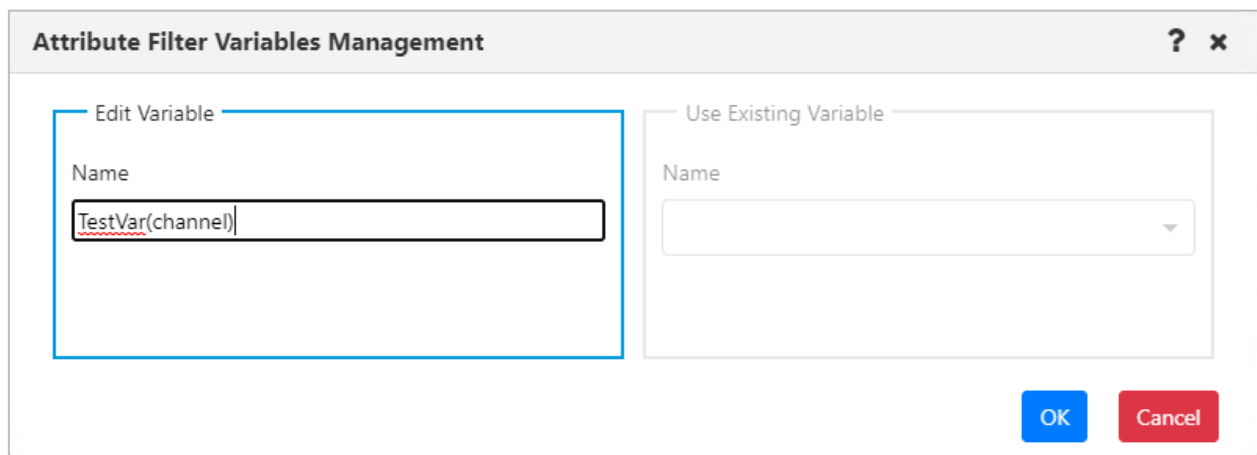 Attribute Filter Variables Management ? ×
Edit Variable
Name
TestVar(channel)
Use Existing Variable
Name
OK Cancel